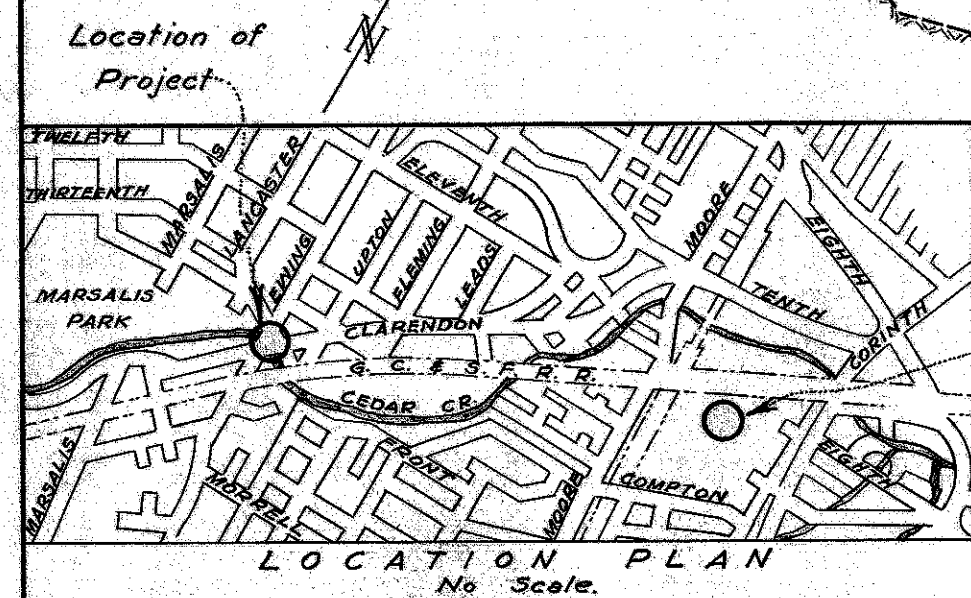 Location of
Project
N
TWELFTH
THIRTEENTH
MARSALIS
LANCASTER
EWING
UPTON
FLEMING
LEADS
ELEVENTH
MOORE
EIGHTH
TENTH
CORINTH
MARSALIS
PARK
CLARENDON
G. C. & S. F. R. R.
CEDAR CR.
FRONT
MARSALIS
MORRELL
MOORE
COMPTON
EIGHTH
LOCATION PLAN
No Scale.